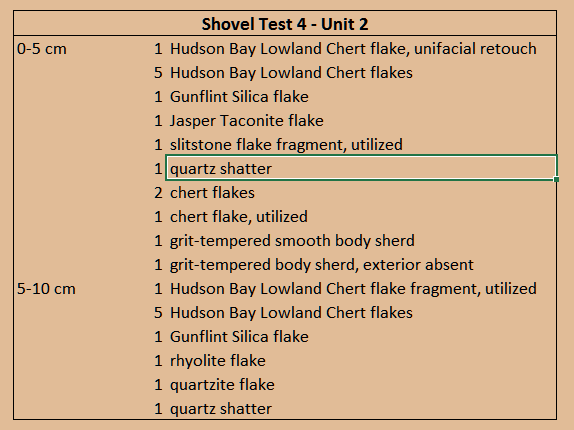 Shovel Test 4 - Unit 2
0-5 cm 1 Hudson Bay Lowland Chert flake, unifacial retouch
5 Hudson Bay Lowland Chert flakes
1 Gunflint Silica flake
1 Jasper Taconite flake
1 slitstone flake fragment, utilized
1 quartz shatter
2 chert flakes
1 chert flake, utilized
1 grit-tempered smooth body sherd
1 grit-tempered body sherd, exterior absent
5-10 cm 1 Hudson Bay Lowland Chert flake fragment, utilized
5 Hudson Bay Lowland Chert flakes
1 Gunflint Silica flake
1 rhyolite flake
1 quartzite flake
1 quartz shatter